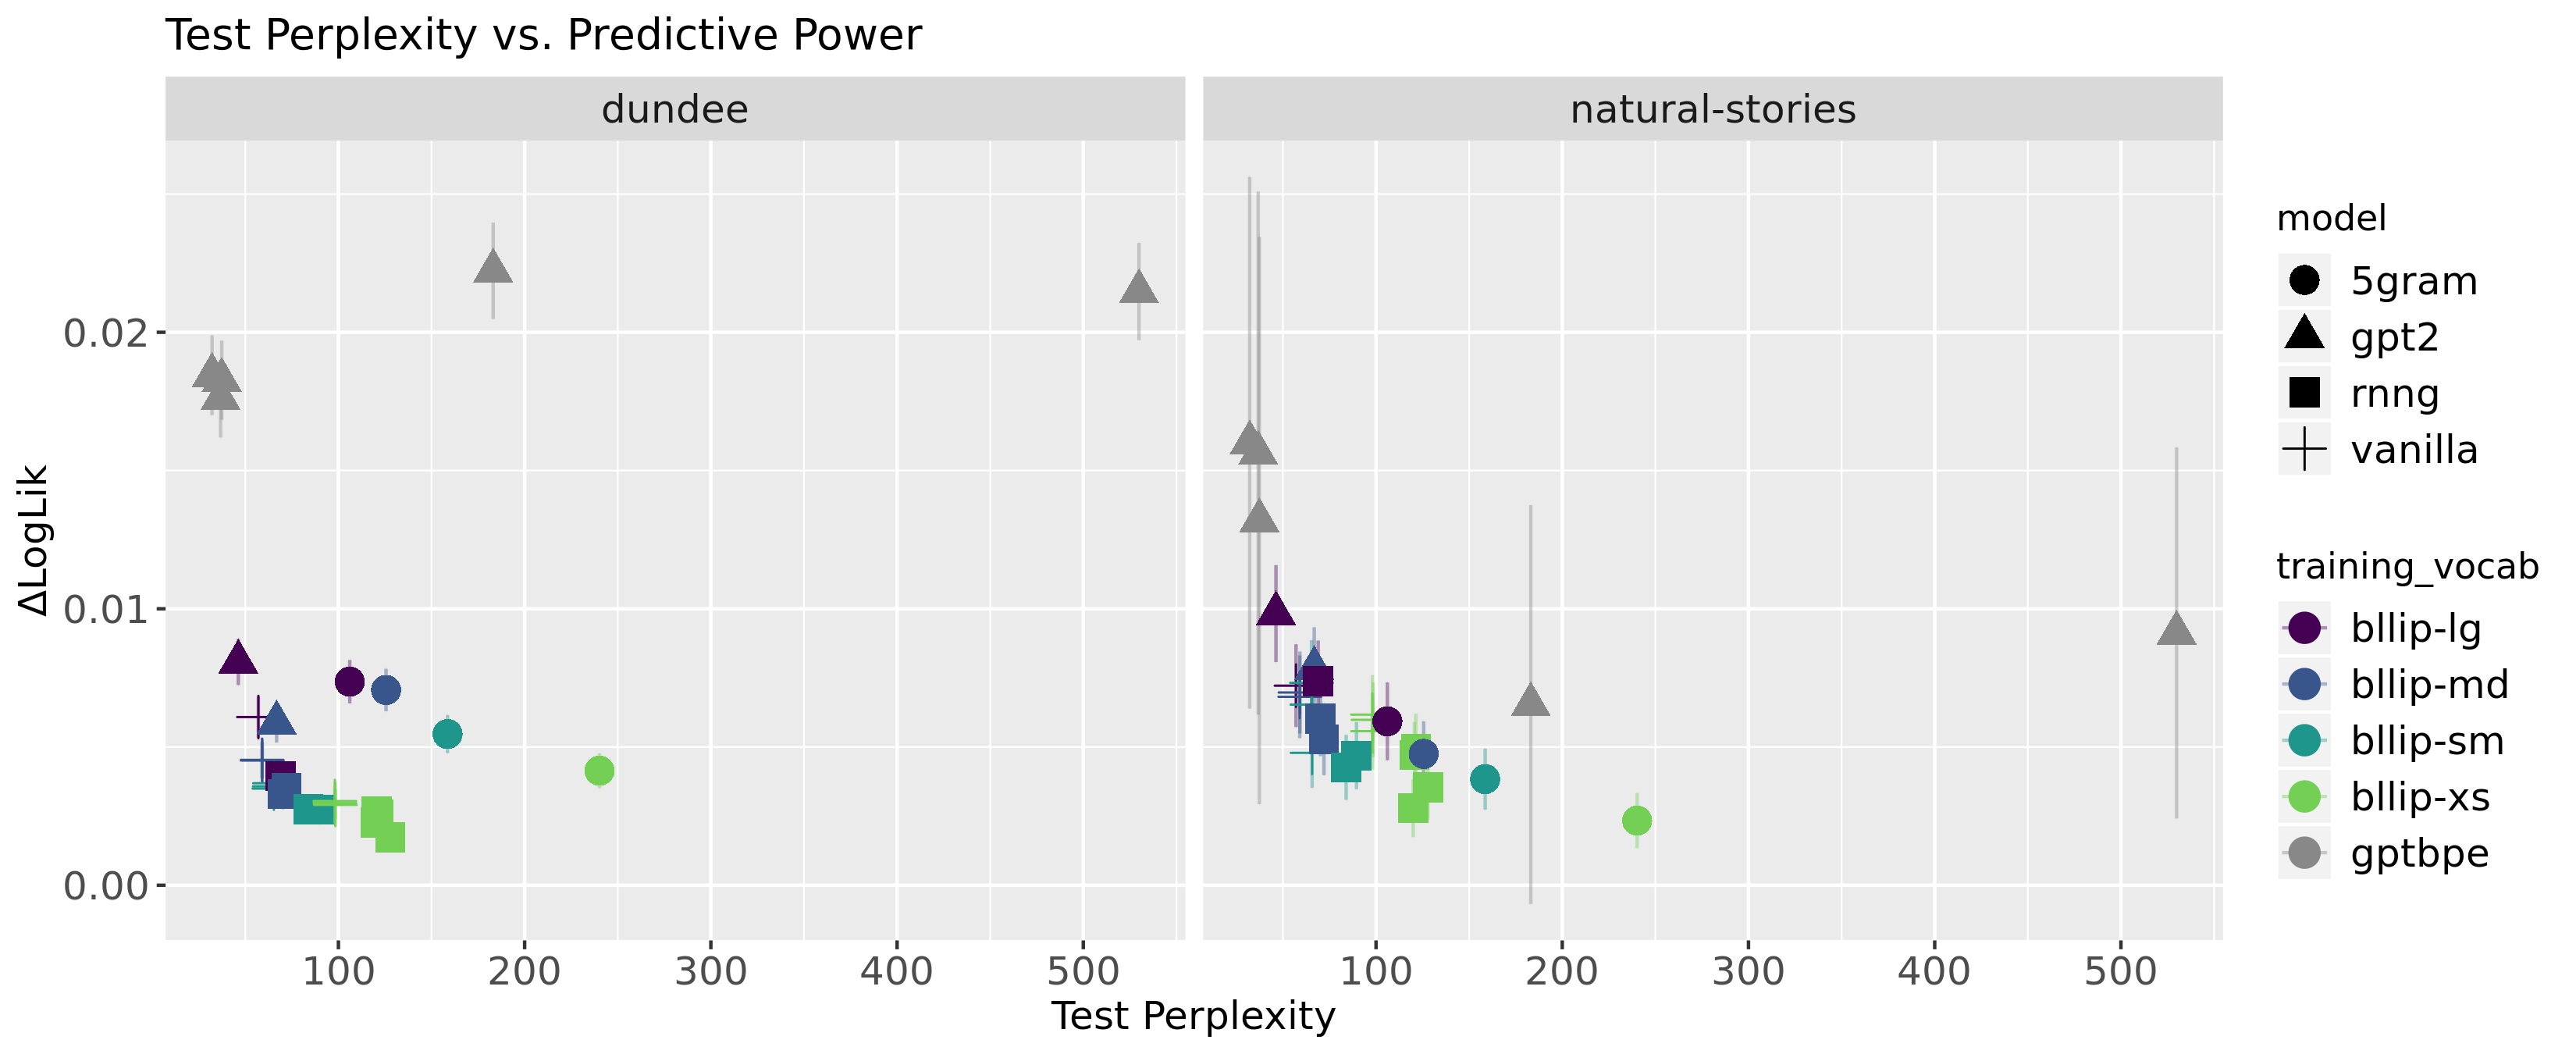 Test Perplexity vs. Predictive Power
dundee
natural-stories
ΔLogLik
0.02
0.01
0.00
100 200 300 400 500
100 200 300 400 500
Test Perplexity
model
5gram
gpt2
rnng
vanilla
training_vocab
bllip-lg
bllip-md
bllip-sm
bllip-xs
gptbpe